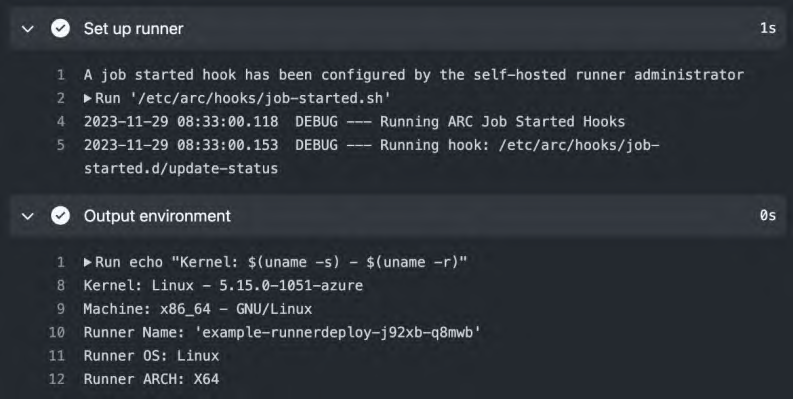 Set up runner 1s
1 A job started hook has been configured by the self-hosted runner administrator
2 ▶Run '/etc/arc/hooks/job-started.sh'
4 2023-11-29 08:33:00.118 DEBUG --- Running ARC Job Started Hooks
5 2023-11-29 08:33:00.153 DEBUG --- Running hook: /etc/arc/hooks/job-
started.d/update-status
Output environment 0s
1 ▶Run echo "Kernel: $(uname -s) - $(uname -r)"
8 Kernel: Linux - 5.15.0-1051-azure
9 Machine: x86_64 - GNU/Linux
10 Runner Name: 'example-runnerdeploy-j92xb-q8mwb'
11 Runner OS: Linux
12 Runner ARCH: X64